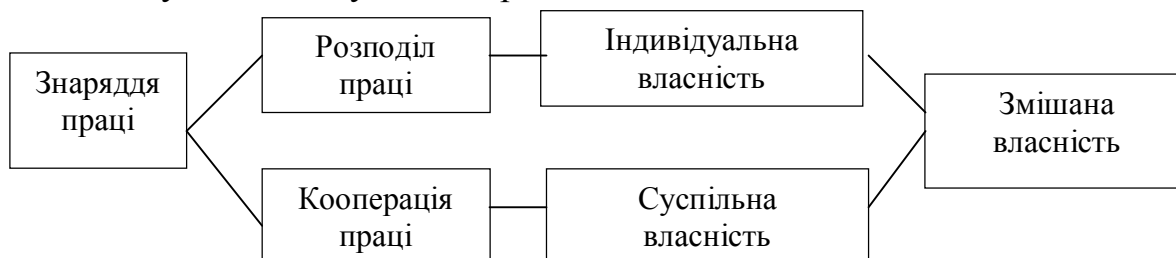 Знаряддя
праці
Розподіл
праці
Індивідуальна
власність
Кооперація
праці
Суспільна
власність
Змішана
власність